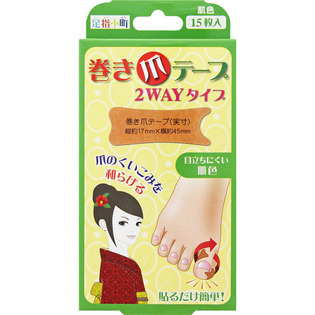 足指小町
肌色
15枚入
巻き爪テープ
2WAYタイプ
巻き爪テープ(実寸)
縦約17mm×横約45mm
爪のくいこみを
和らげる
目立ちにくい
肌色
貼るだけ簡単!